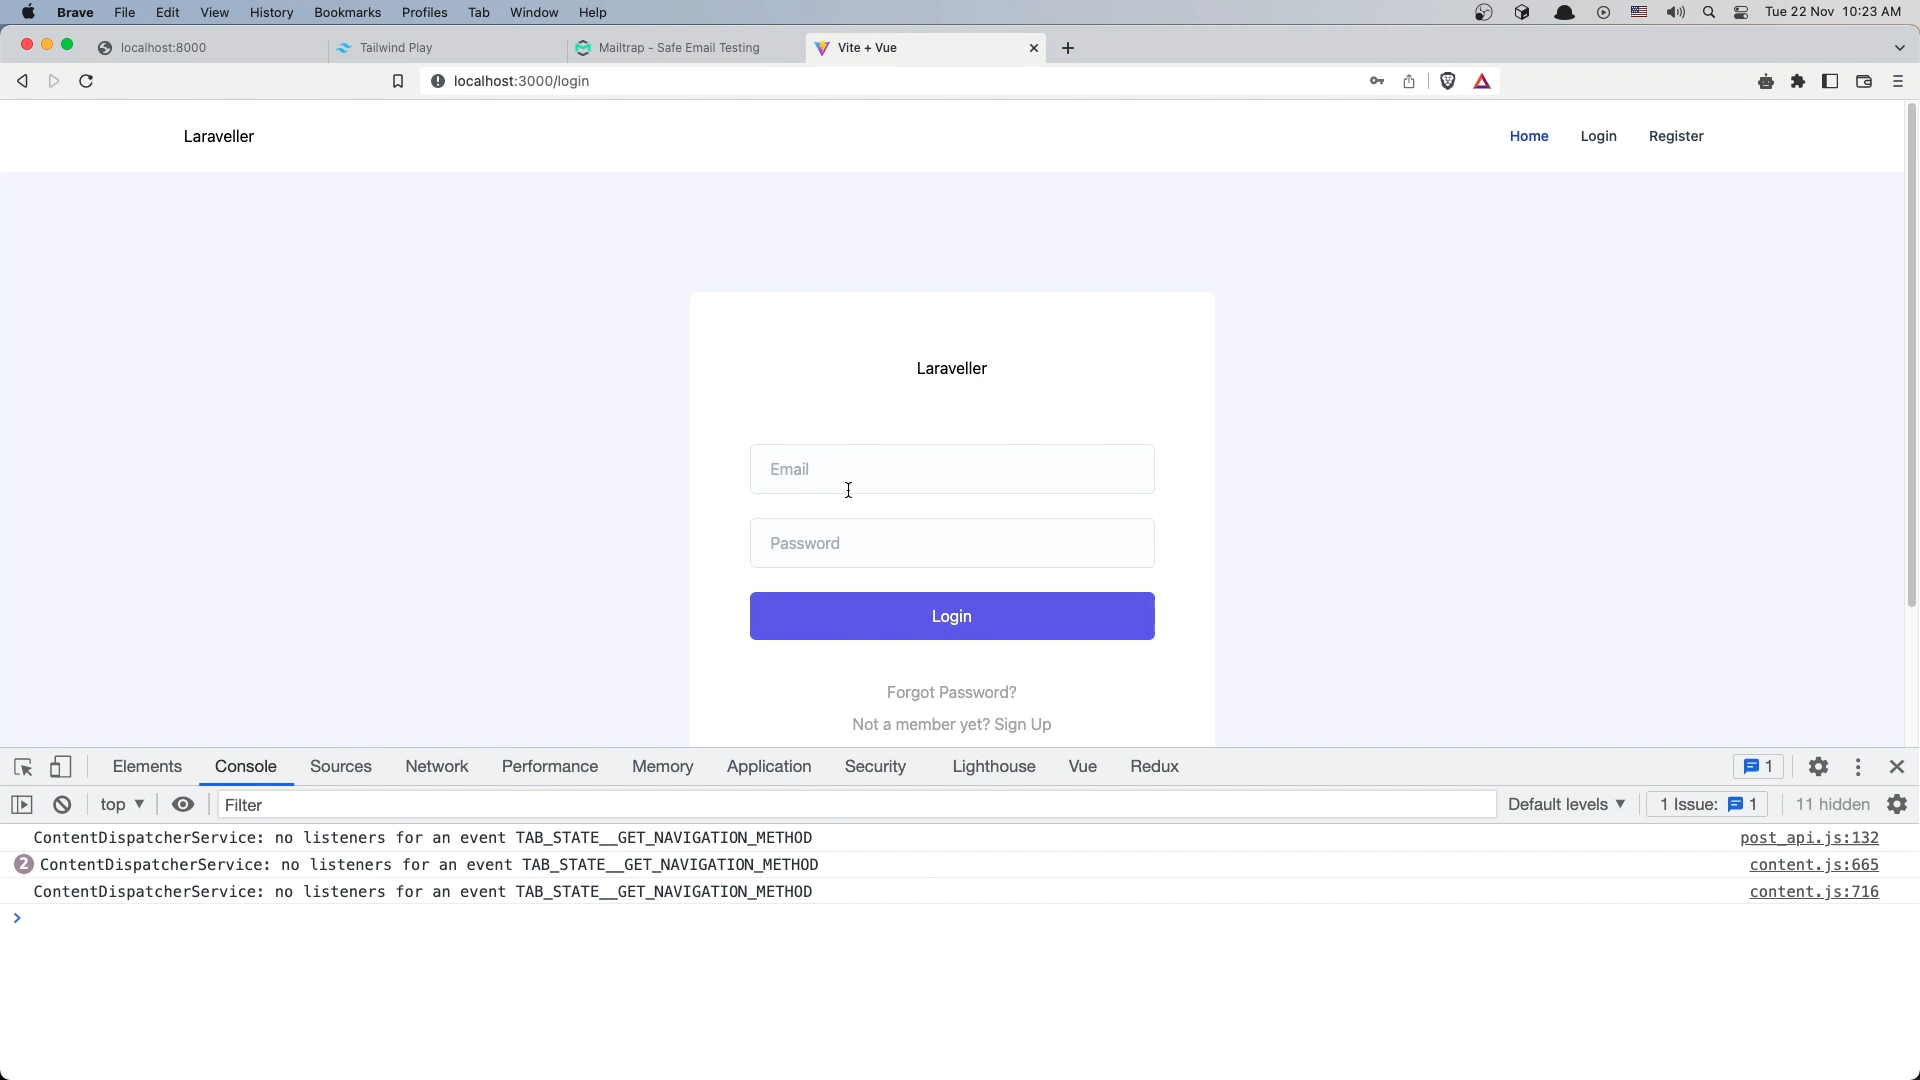 Brave File Edit View History Bookmarks Profiles Tab Window Help Tue 22 Nov 10:23 AM
localhost:8000 Tailwind Play Mailtrap - Safe Email Testing Vite + Vue
localhost:3000/login
Laraveller Home Login Register
Laraveller
Email
Password
Login
Forgot Password?
Not a member yet? Sign Up
Elements Console Sources Network Performance Memory Application Security Lighthouse Vue Redux 1
top Filter Default levels 1 Issue: 1 11 hidden
ContentDispatcherService: no listeners for an event TAB_STATE__GET_NAVIGATION_METHOD post_api.js:132
2 ContentDispatcherService: no listeners for an event TAB_STATE__GET_NAVIGATION_METHOD content.js:665
ContentDispatcherService: no listeners for an event TAB_STATE__GET_NAVIGATION_METHOD content.js:716